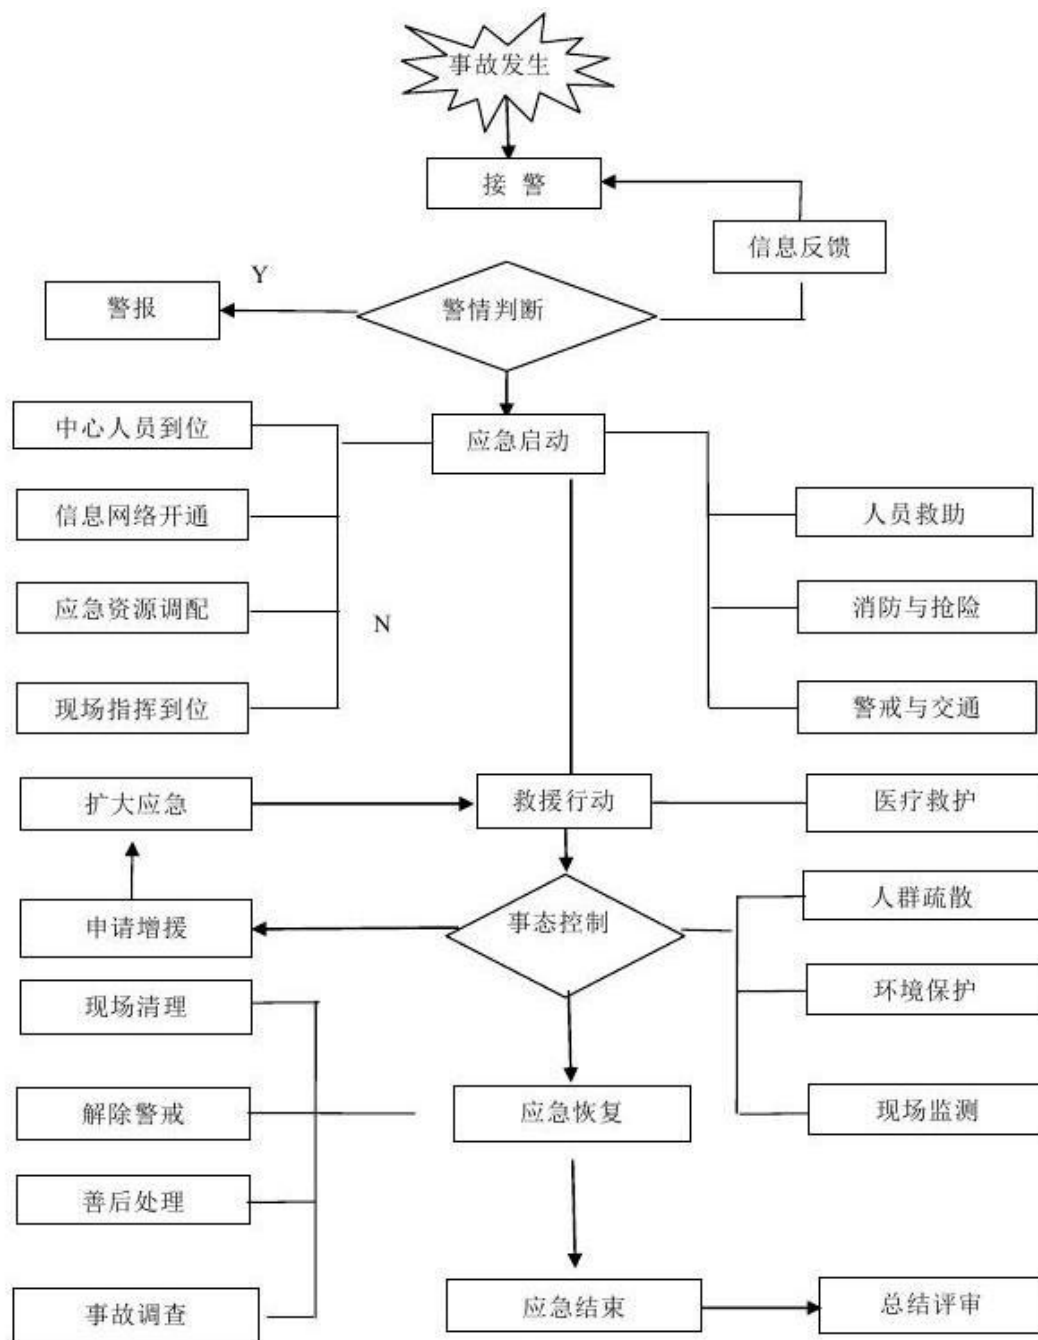 事故发生
接 警
信息反馈
Y
警报
警情判断
中心人员到位
应急启动
信息网络开通
人员救助
应急资源调配
N
消防与抢险
现场指挥到位
警戒与交通
扩大应急
救援行动
医疗救护
申请增援
事态控制
人群疏散
现场清理
环境保护
解除警戒
应急恢复
现场监测
善后处理
事故调查
应急结束
总结评审